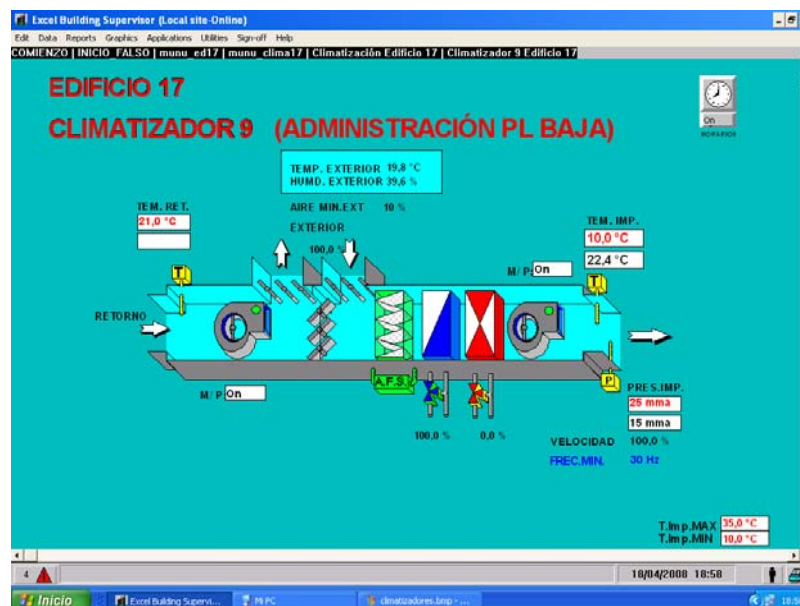 Excel Building Supervisor (Local site-Online)
Edit Data Reports Graphics Applications Utilities Sign-off Help
COMIENZO | INICIO_FALSO | munu_ed17 | munu_clima17 | Climatización Edificio 17 | Climatizador 9 Edificio 17
EDIFICIO 17
CLIMATIZADOR 9 (ADMINISTRACIÓN PL BAJA)
On
HORARIOS
TEMP. EXTERIOR 19,8 °C
HUMD. EXTERIOR 39,6 %
TEM. RET.
21,0 °C
AIRE MIN.EXT 10 %
EXTERIOR
100,0 %
TEM. IMP.
10,0 °C
22,4 °C
M/P: On
T
T
RETORNO
M/P: On
A.F.S.
P
PRES.IMP.
25 mma
15 mma
100,0 % 0,0 %
VELOCIDAD 100,0 %
FREC.MIN. 30 Hz
T.Imp.MAX 35,0 °C
T.Imp.MIN 10,0 °C
4
18/04/2008 18:58
Inicio
Excel Building Supervi...
Mi PC
climatizadores.bmp - ...